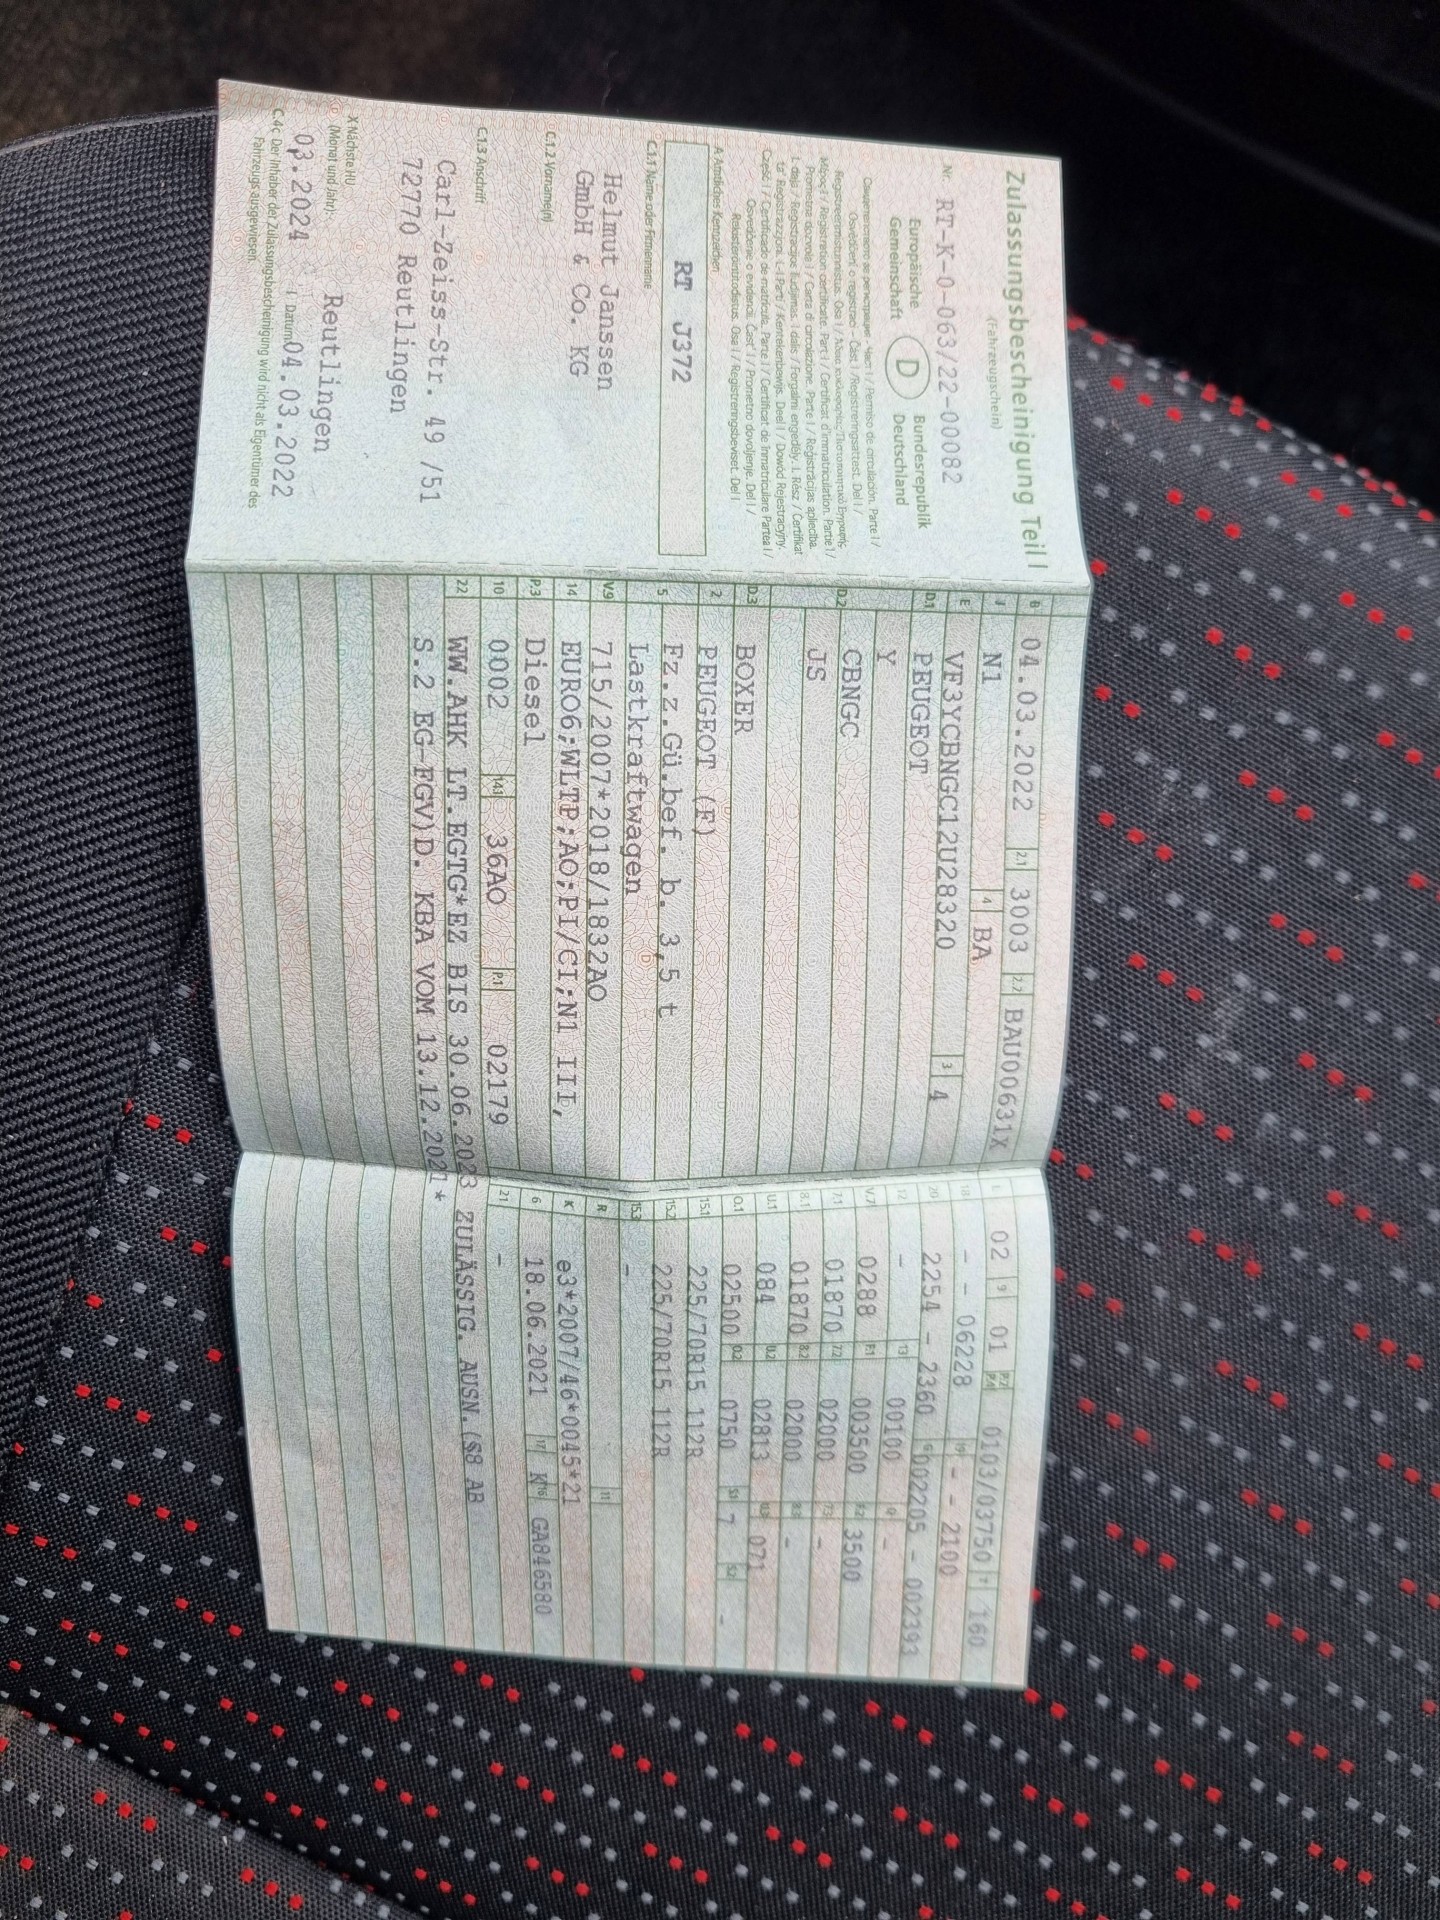 Zulassungsbescheinigung Teil I
(Fahrzeugschein)
Nr. RT-K-0-063/22-00082
Europäische Gemeinschaft
D
Bundesrepublik Deutschland
A Amtliches Kennzeichen
RT J372
C.1.1 Name oder Firmenname
Helmut Janssen
GmbH & Co. KG
C.1.2 Vorname(n)
C.1.3 Anschrift
Carl-Zeiss-Str. 49 /51
72770 Reutlingen
X Nächste HU
(Monat und Jahr):
03.2024
Reutlingen
Datum 04.03.2022
C.4c Der Inhaber der Zulassungsbescheinigung wird nicht als Eigentümer des
Fahrzeugs ausgewiesen.
B 04.03.2022 2.1 3003 2.2 BAU00631X
J N1 4 BA
E VF3YCBNGC12U28320 3 4
D.1 PEUGEOT
Y
D.2 CBNGC
JS
D.3 BOXER
2 PEUGEOT (F)
5 Fz.z.Gü.bef. b. 3,5 t
Lastkraftwagen
V.9 715/2007*2018/1832AO
14 EURO6;WLTP;AO;PI/CI;N1 III,
P.3 Diesel
10 0002 14.1 36AO P.1 02179
22 WW.AHK LT.EGTG*EZ BIS 30.06.2023 ZULÄSSIG. AUSN.(§8 AB
S.2 EG-FGV)D. KBA VOM 13.12.2021*
L 02 9 01 P.2 P.4 0103/03750 T 160
18 - - 06228 19 - - 2100
20 2254 - 2360 G 002205 - 002393
12 - 13 00100 Q -
V.7 0288 F.1 003500 F.2 3500
7.1 01870 7.2 02000 7.3 -
8.1 01870 8.2 02000 8.3 -
U.1 084 U.2 02813 U.3 071
O.1 02500 O.2 0750 S.1 7 S.2 -
15.1 225/70R15 112R
15.2 225/70R15 112R
15.3 -
R 11
K e3*2007/46*0045*21
6 18.06.2021 17 K 16 GA846580
21 -